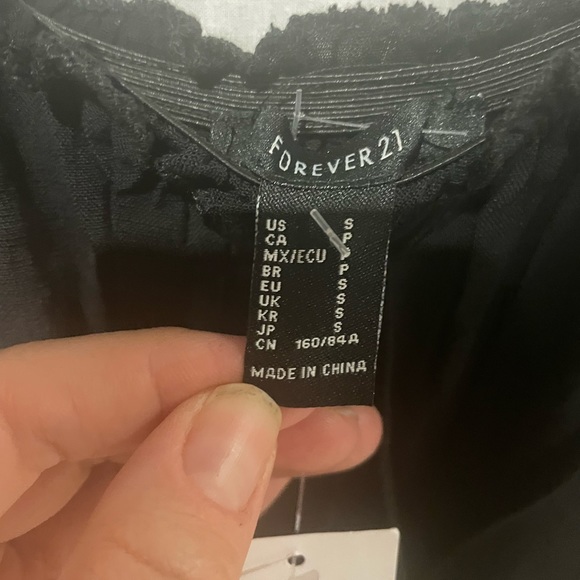 FOREVER 21
US S
CA P
MX/ECU
BR P
EU S
UK S
KR S
JP S
CN 160/84A
MADE IN CHINA